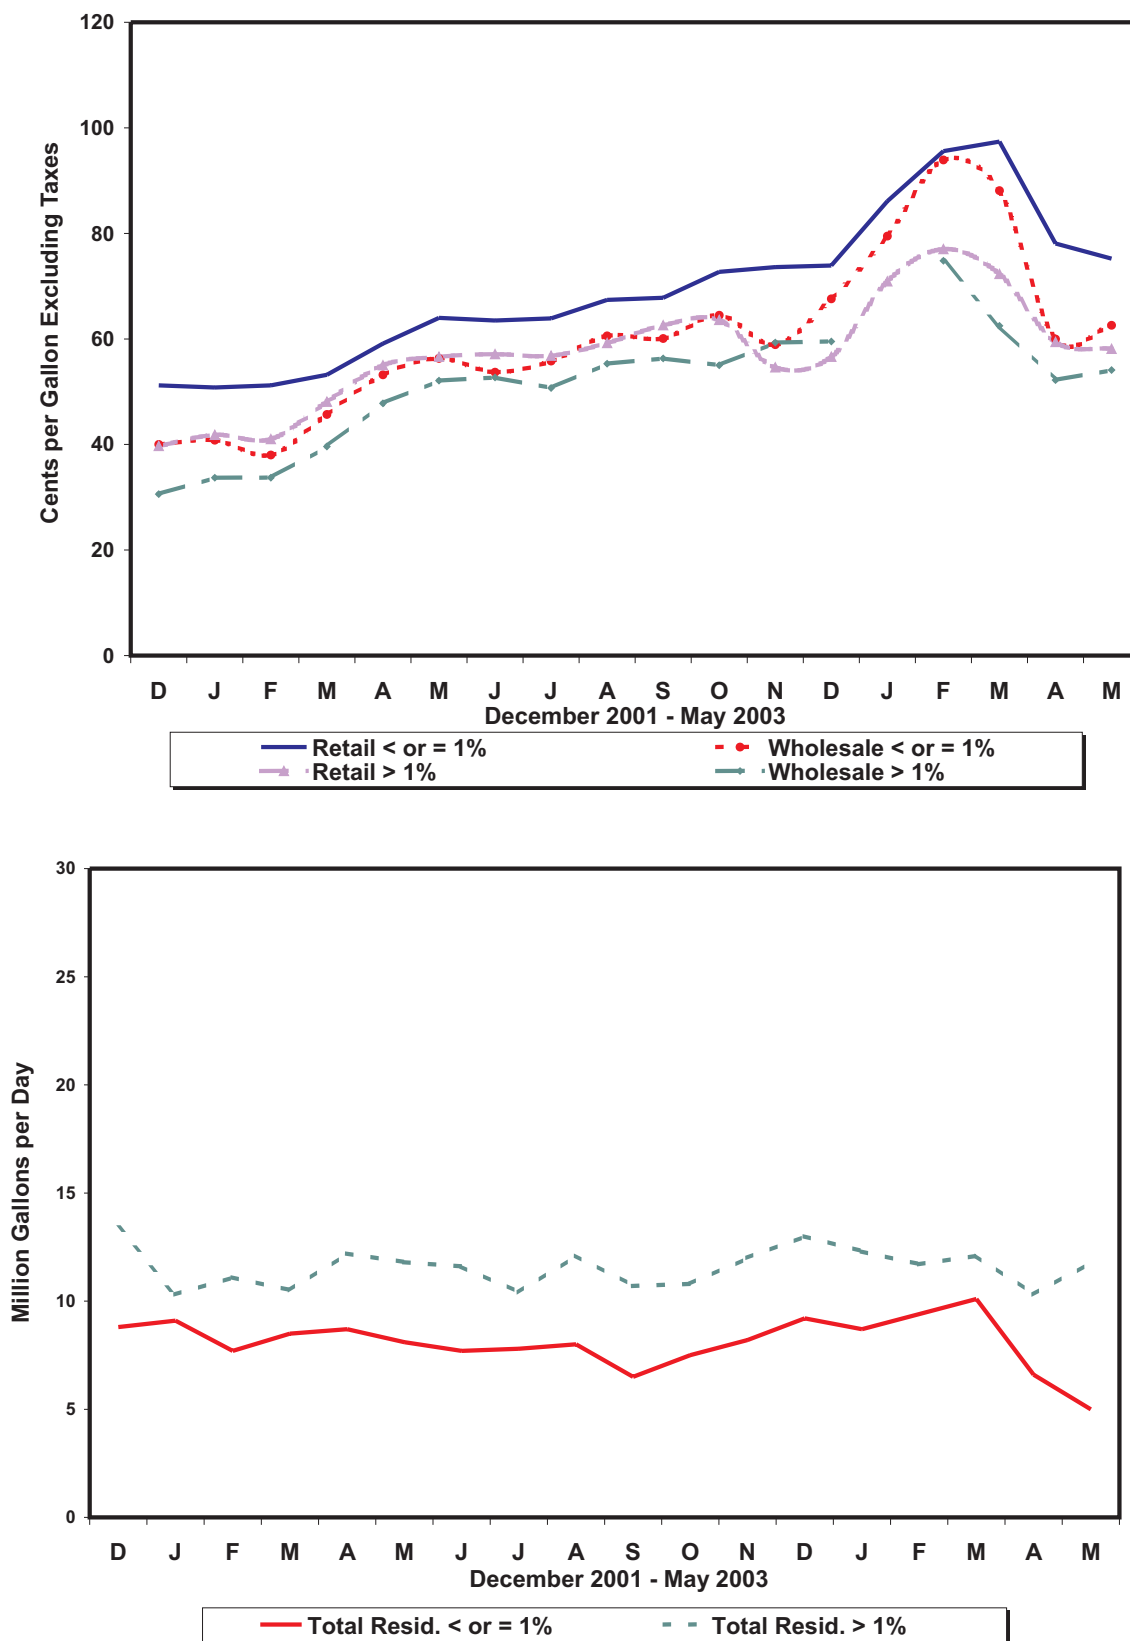 120
100
80
60
40
20
0
Cents per Gallon Excluding Taxes
D J F M A M J J A S O N D J F M A M
December 2001 - May 2003
Retail < or = 1% Wholesale < or = 1%
Retail > 1% Wholesale > 1%
30
25
20
15
10
5
0
Million Gallons per Day
D J F M A M J J A S O N D J F M A M
December 2001 - May 2003
Total Resid. < or = 1% Total Resid. > 1%